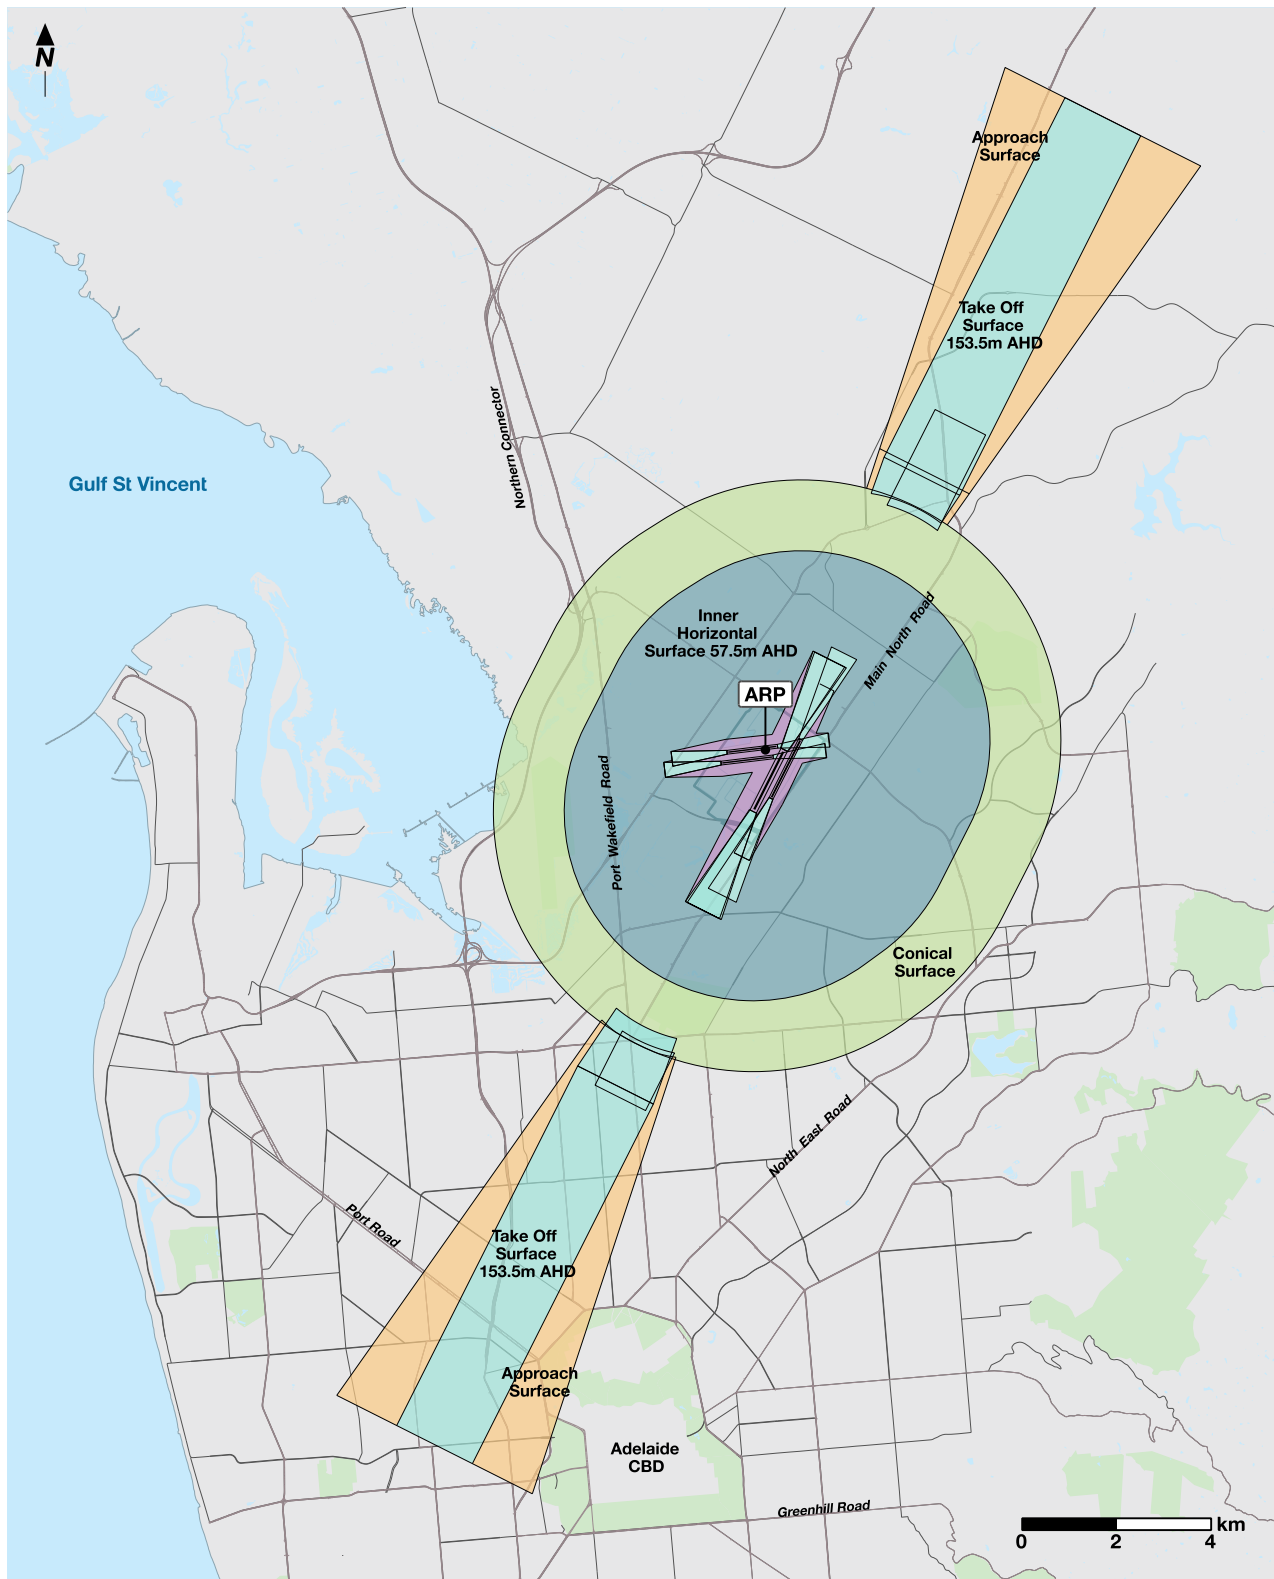 N
Approach
Surface
Take Off
Surface
153.5m AHD
Northern Connector
Gulf St Vincent
Inner
Horizontal
Surface 57.5m AHD
Main North Road
ARP
Port Wakefield Road
Conical
Surface
North East Road
Port Road
Take Off
Surface
153.5m AHD
Approach
Surface
Adelaide
CBD
Greenhill Road
km
0 2 4